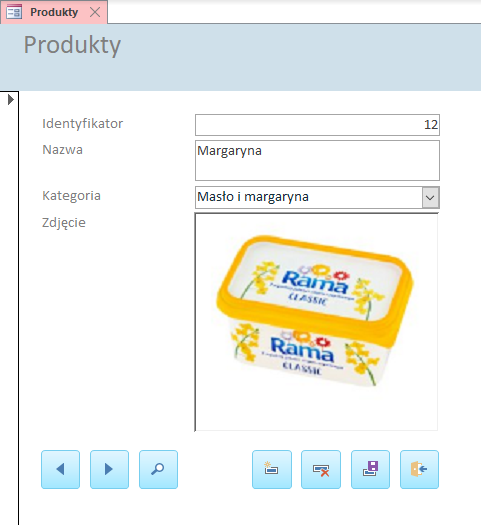 Produkty
Produkty
Identyfikator 12
Nazwa Margaryna
Kategoria Masło i margaryna
Zdjęcie
Rama
CLASSIC
Rama
CLASSIC